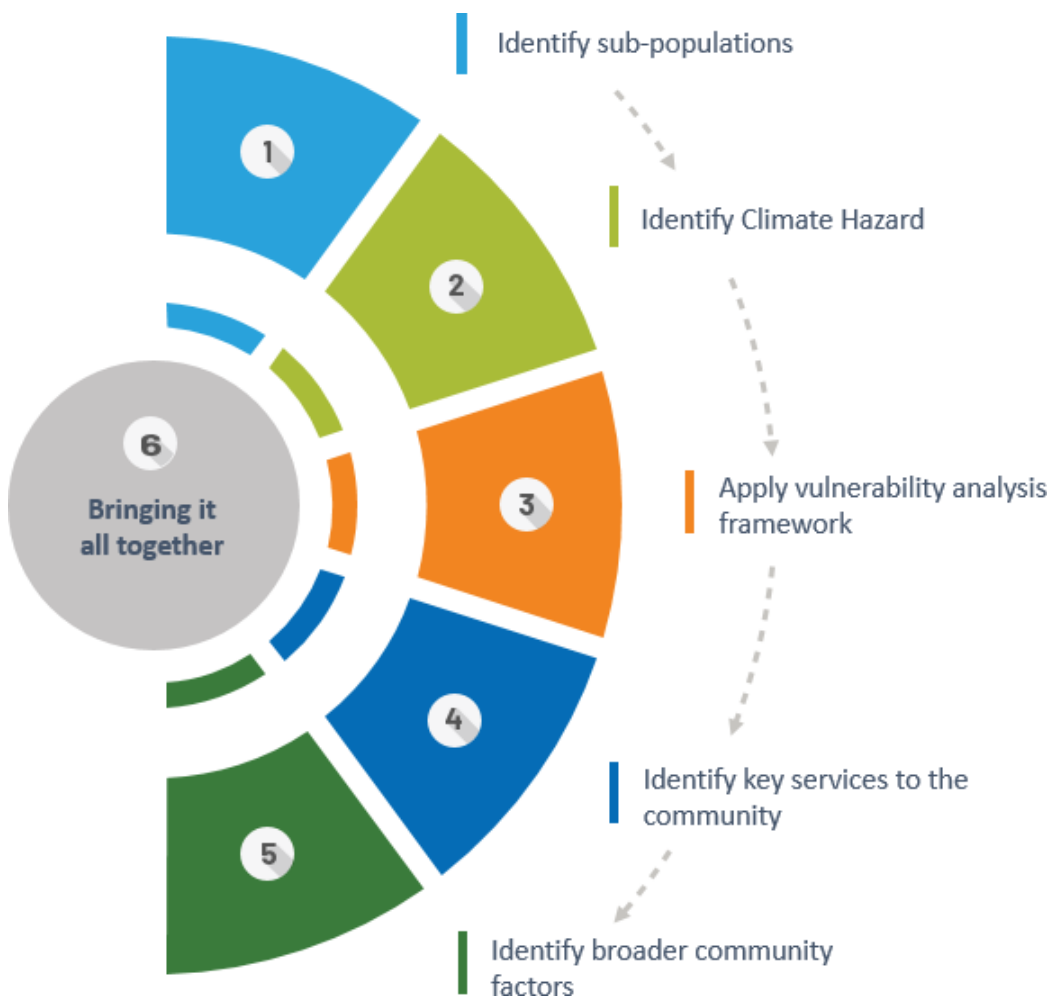 1
Identify sub-populations
2
Identify Climate Hazard
3
Apply vulnerability analysis
framework
4
Identify key services to the
community
5
Identify broader community
factors
6
Bringing it
all together